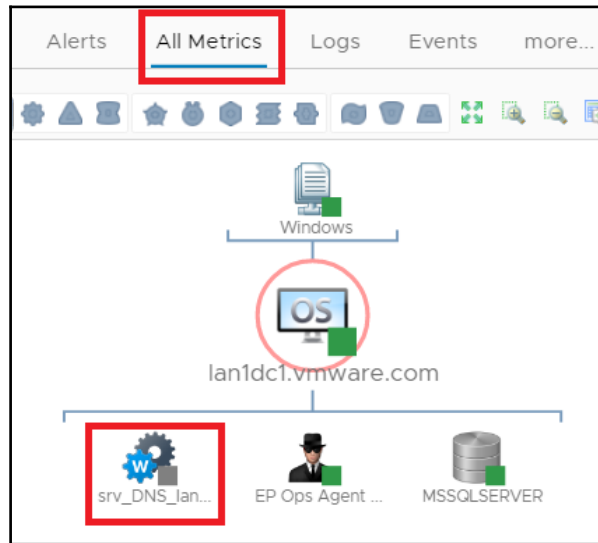 Alerts All Metrics Logs Events more...
Windows
OS
lan1dc1.vmware.com
W
srv_DNS_lan... EP Ops Agent ... MSSQLSERVER